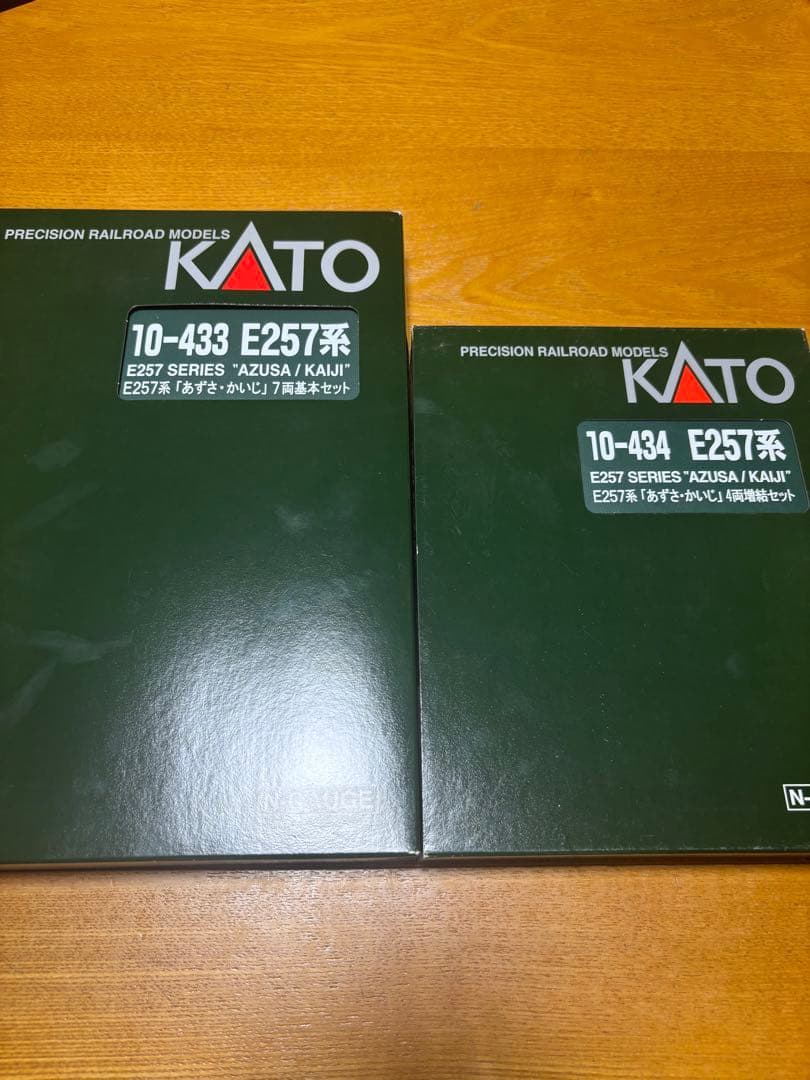 PRECISION RAILROAD MODELS
KATO
10-433 E257系
E257 SERIES "AZUSA / KAIJI"
E257系「あずさ・かいじ」7両基本セット
PRECISION RAILROAD MODELS
KATO
10-434 E257系
E257 SERIES "AZUSA / KAIJI"
E257系「あずさ・かいじ」4両増結セット
N-